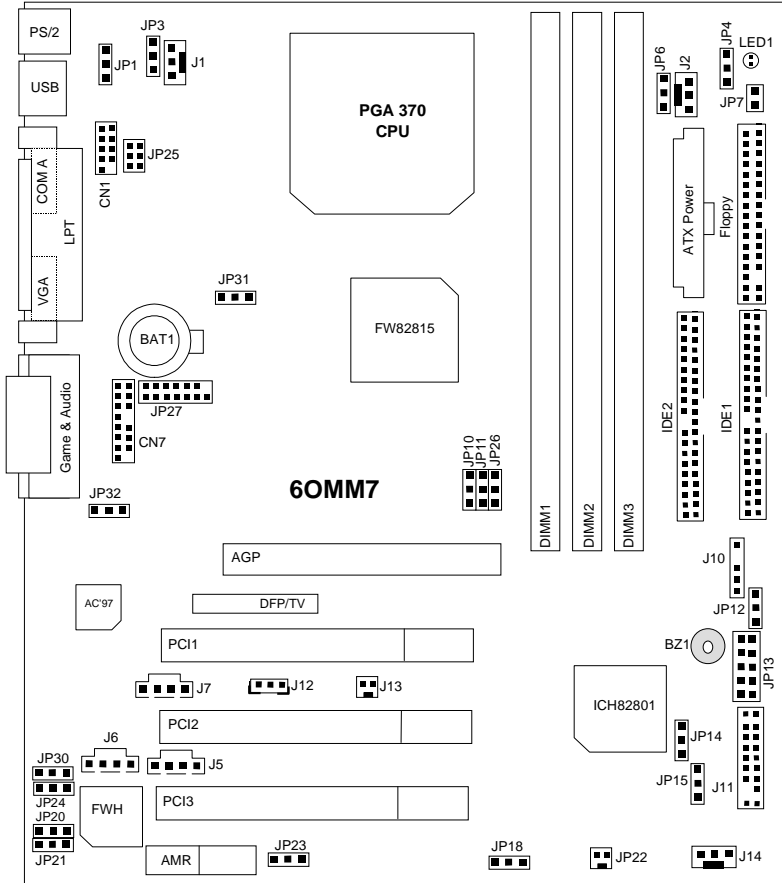 PS/2
JP3
JP1
J1
JP4
LED1
JP6
J2
JP7
USB
PGA 370
CPU
JP25
CN1
COM A
LPT
VGA
ATX Power
Floppy
JP31
FW82815
BAT1
Game & Audio
JP27
CN7
IDE2
IDE1
JP10
JP11
JP26
6OMM7
JP32
DIMM1
DIMM2
DIMM3
AGP
J10
AC'97
DFP/TV
JP12
PCI1
BZ1
JP13
J7
J12
J13
ICH82801
PCI2
J6
J5
JP14
JP30
JP24
JP15
J11
FWH
PCI3
JP20
JP21
AMR
JP23
JP18
JP22
J14